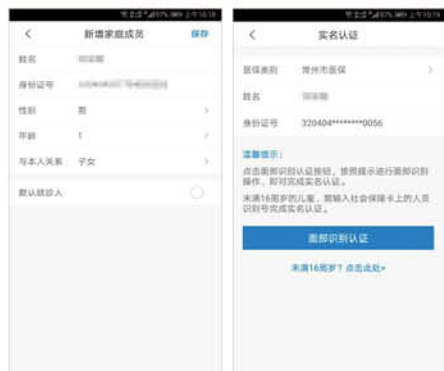 新增家庭成员
保存
姓名
身份证号
性别 男
年龄 1
与本人关系 子女
默认就诊人
实名认证
医保类别 常州市医保
姓名
身份证号 320404********0056
温馨提示：
点击面部识别认证按钮，按照提示进行面部识别
操作，即可完成实名认证。
未满16周岁的儿童，需输入社会保障卡上的人员
识别号完成实名认证。
面部识别认证
未满16周岁？点击此处>